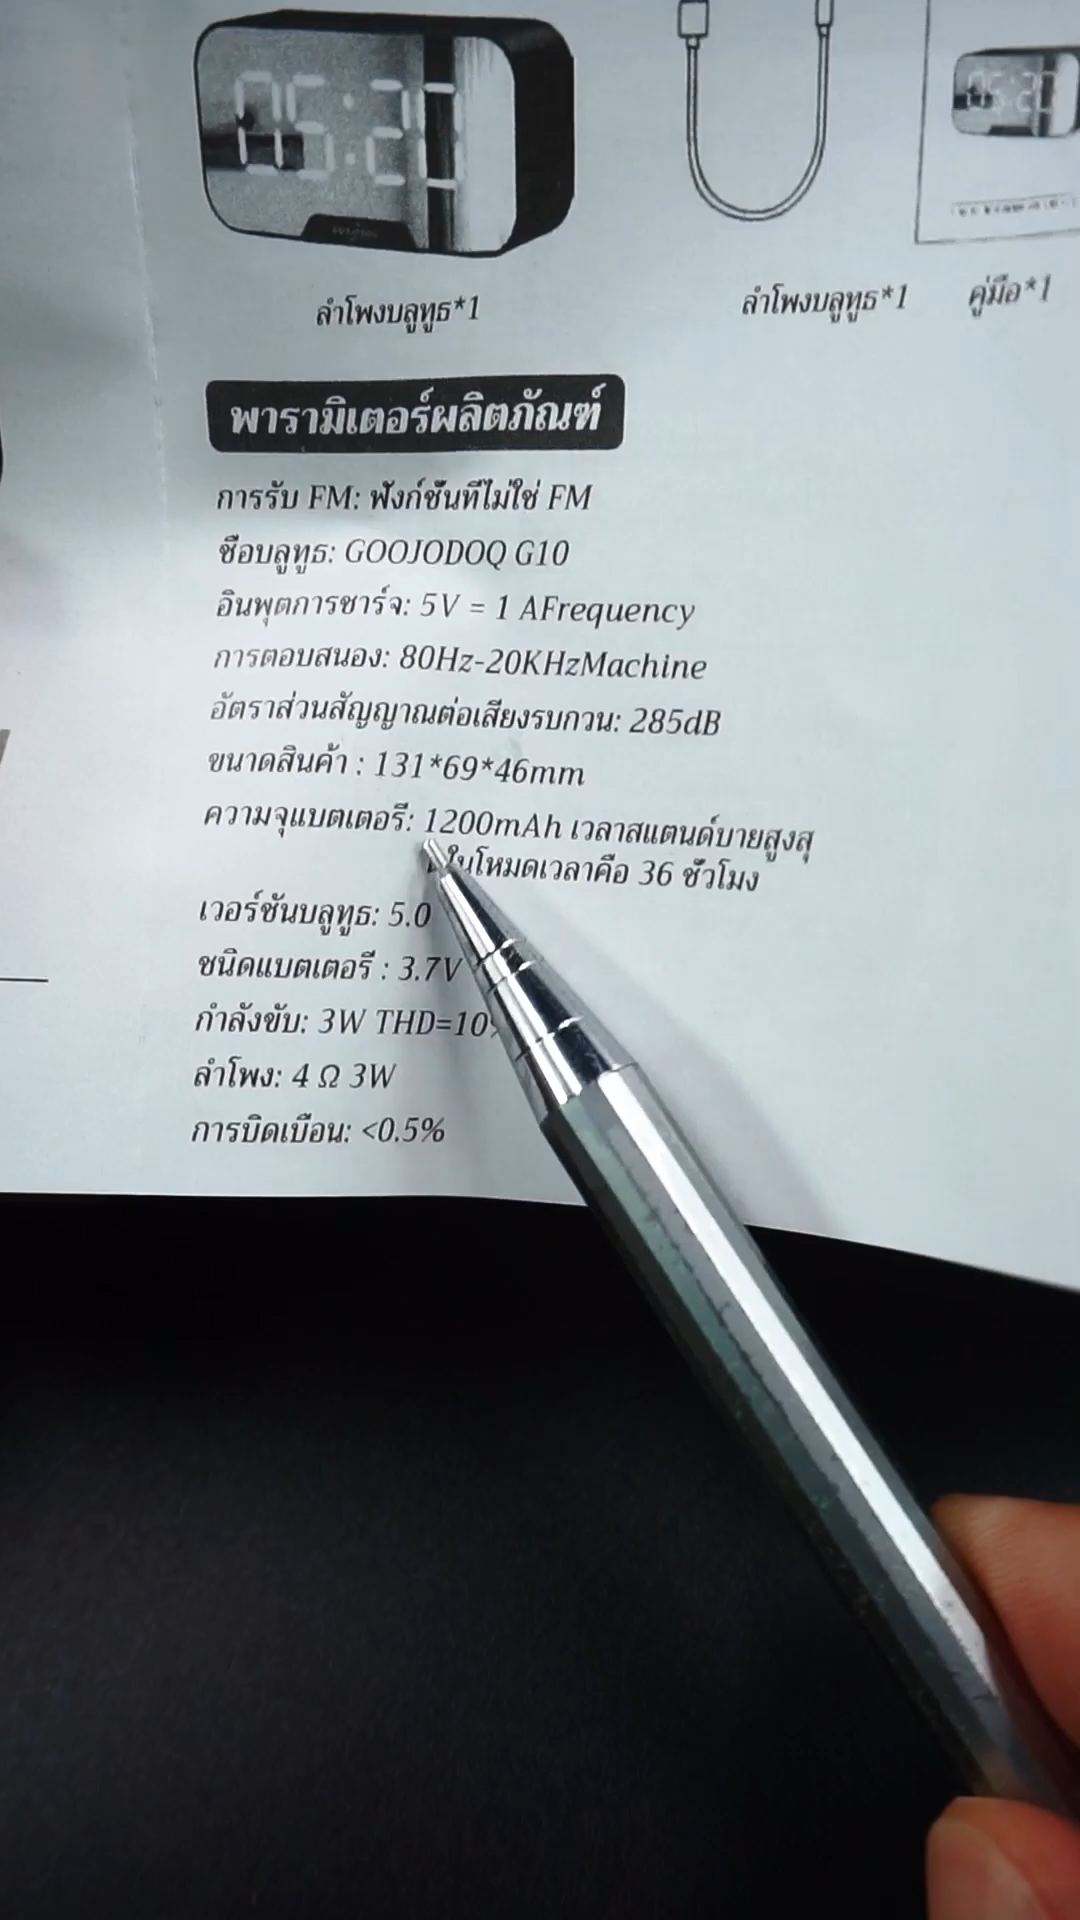 05:20
05:20
ลำโพงบลูทูธ*1
ลำโพงบลูทูธ*1
คู่มือ*1
พารามิเตอร์ผลิตภัณฑ์
การรับ FM: ฟังก์ชันที่ไม่ใช่ FM
ชื่อบลูทูธ: GOOJODOQ G10
อินพุตการชาร์จ: 5V = 1 AFrequency
การตอบสนอง: 80Hz-20KHzMachine
อัตราส่วนสัญญาณต่อเสียงรบกวน: 285dB
ขนาดสินค้า : 131*69*46mm
ความจุแบตเตอรี่: 1200mAh เวลาสแตนด์บายสูงสุ
ดในโหมดเวลาคือ 36 ชั่วโมง
เวอร์ชันบลูทูธ: 5.0
ชนิดแบตเตอรี่ : 3.7V
กำลังขับ: 3W THD=10%
ลำโพง: 4 Ω 3W
การบิดเบือน: <0.5%